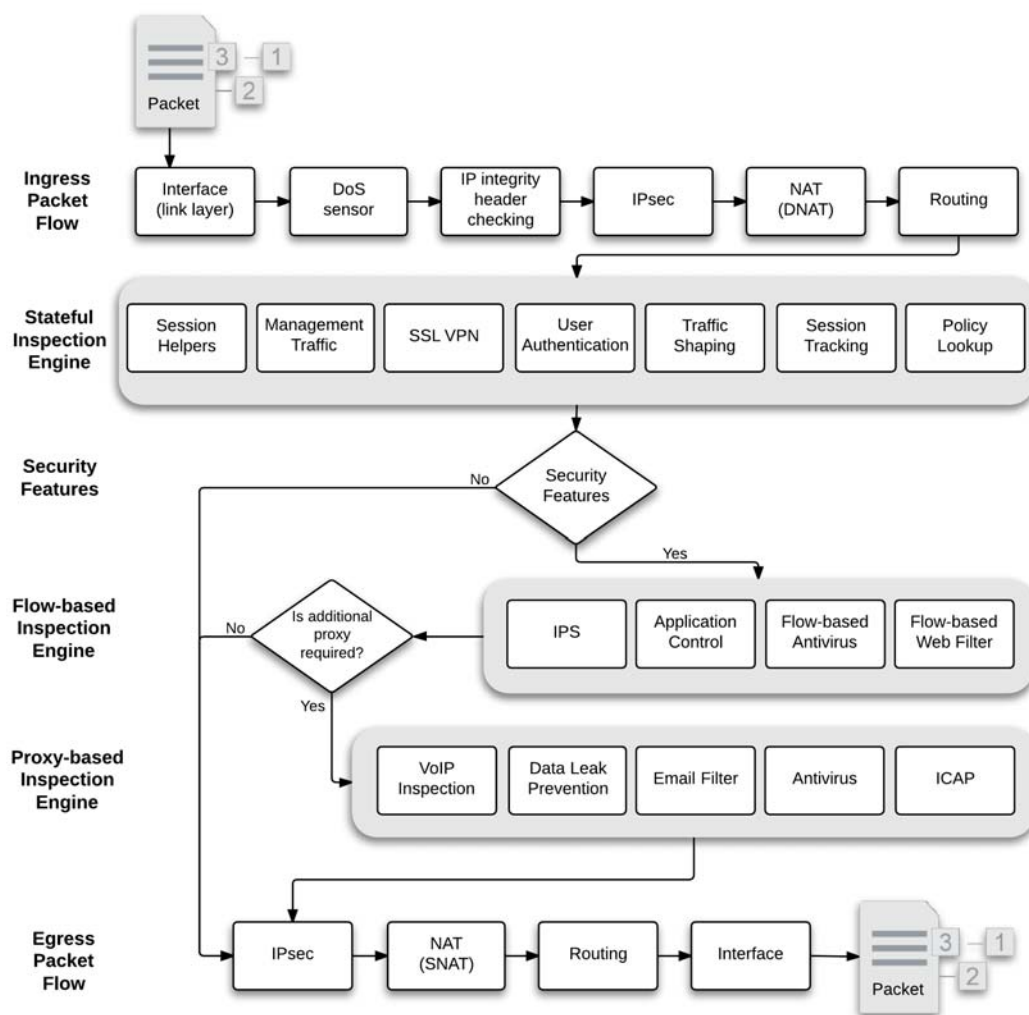 3
1
2
Packet
Ingress
Packet
Flow
Interface
(link layer)
DoS
sensor
IP integrity
header
checking
IPsec
NAT
(DNAT)
Routing
Stateful
Inspection
Engine
Session
Helpers
Management
Traffic
SSL VPN
User
Authentication
Traffic
Shaping
Session
Tracking
Policy
Lookup
Security
Features
No
Security
Features
Yes
Flow-based
Inspection
Engine
No
Is additional
proxy
required?
IPS
Application
Control
Flow-based
Antivirus
Flow-based
Web Filter
Yes
Proxy-based
Inspection
Engine
VoIP
Inspection
Data Leak
Prevention
Email Filter
Antivirus
ICAP
Egress
Packet
Flow
IPsec
NAT
(SNAT)
Routing
Interface
3
1
2
Packet